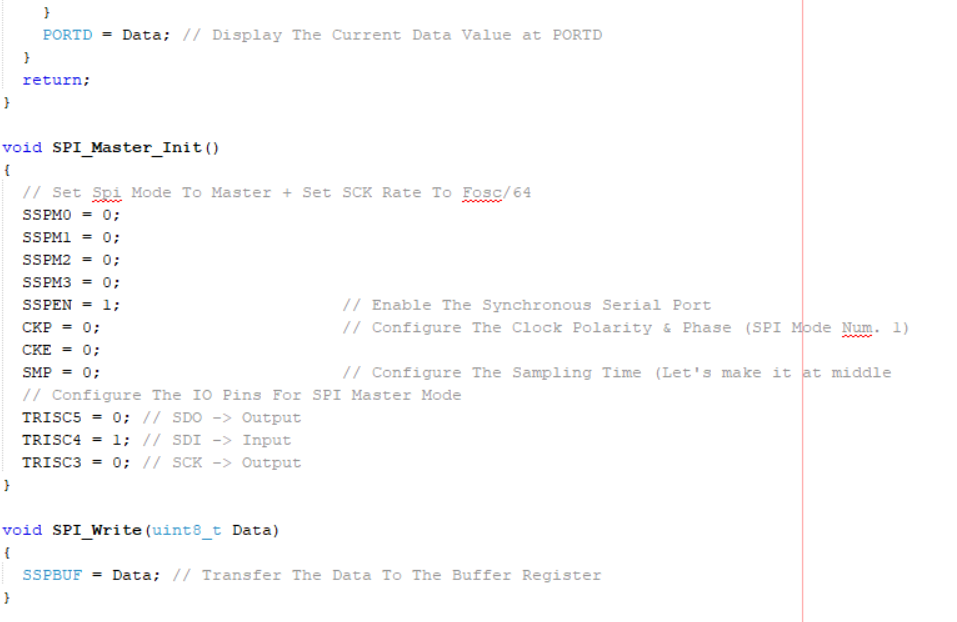 }
PORTD = Data; // Display The Current Data Value at PORTD
}
return;
}
void SPI_Master_Init()
{
// Set Spi Mode To Master + Set SCK Rate To Fosc/64
SSPM0 = 0;
SSPM1 = 0;
SSPM2 = 0;
SSPM3 = 0;
SSPEN = 1; // Enable The Synchronous Serial Port
CKP = 0; // Configure The Clock Polarity & Phase (SPI Mode Num. 1)
CKE = 0;
SMP = 0; // Configure The Sampling Time (Let's make it at middle
// Configure The IO Pins For SPI Master Mode
TRISC5 = 0; // SDO -> Output
TRISC4 = 1; // SDI -> Input
TRISC3 = 0; // SCK -> Output
}
void SPI_Write(uint8_t Data)
{
SSPBUF = Data; // Transfer The Data To The Buffer Register
}